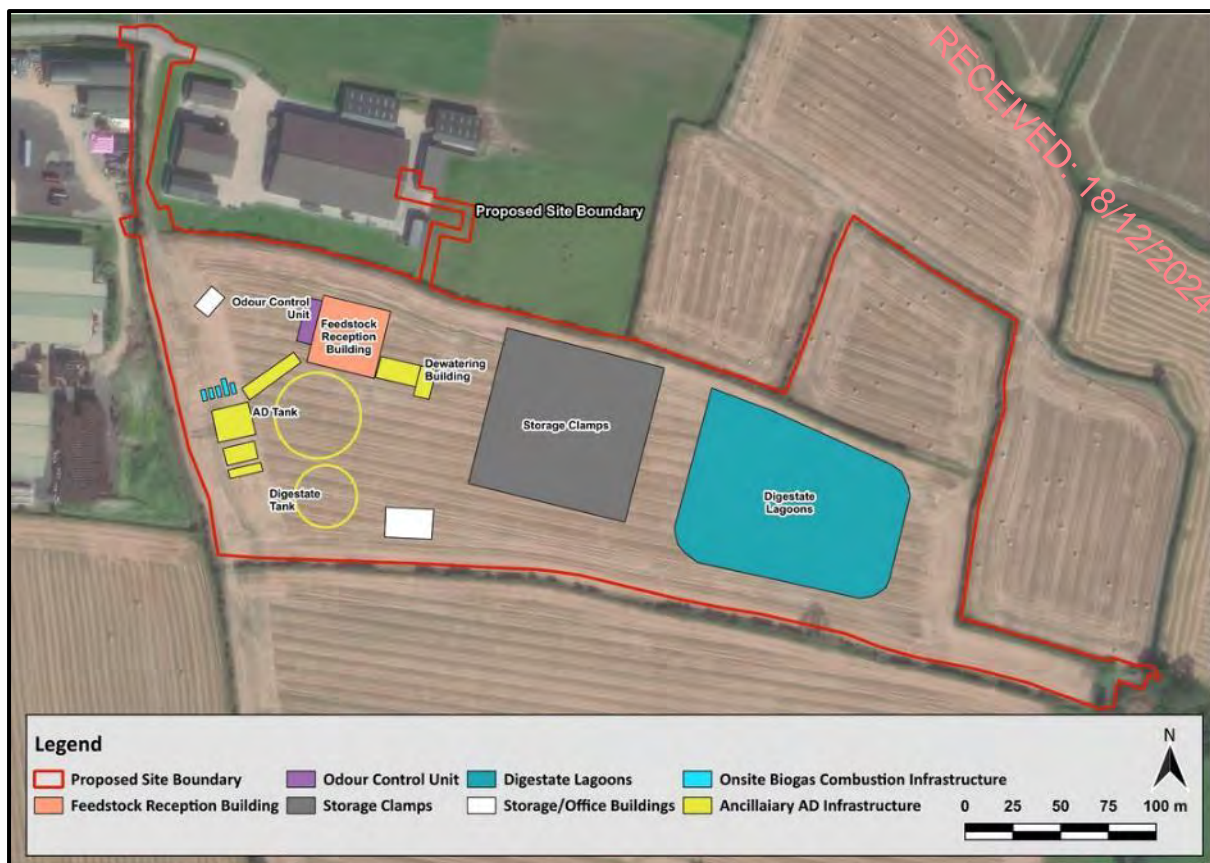 RECEIVED: 18/12/2024
Proposed Site Boundary
Odour Control
Unit
Feedstock
Reception
Building
Dewatering
Building
AD Tank
Storage Clamps
Digestate
Tank
Digestate
Lagoons
Legend
Proposed Site Boundary
Odour Control Unit
Digestate Lagoons
Onsite Biogas Combustion Infrastructure
Feedstock Reception Building
Storage Clamps
Storage/Office Buildings
Ancillaiary AD Infrastructure
N
0 25 50 75 100 m